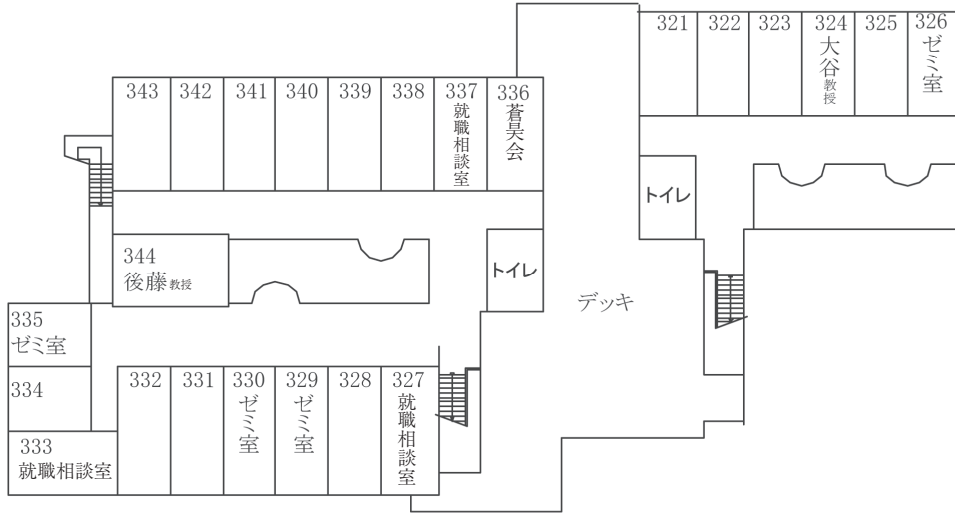 321
322
323
324
大谷教授
325
326
ゼミ室
343
342
341
340
339
338
337
就職相談室
336
蒼昊会
トイレ
トイレ
344
後藤教授
デッキ
335
ゼミ室
334
333
就職相談室
332
331
330
ゼミ室
329
ゼミ室
328
327
就職相談室